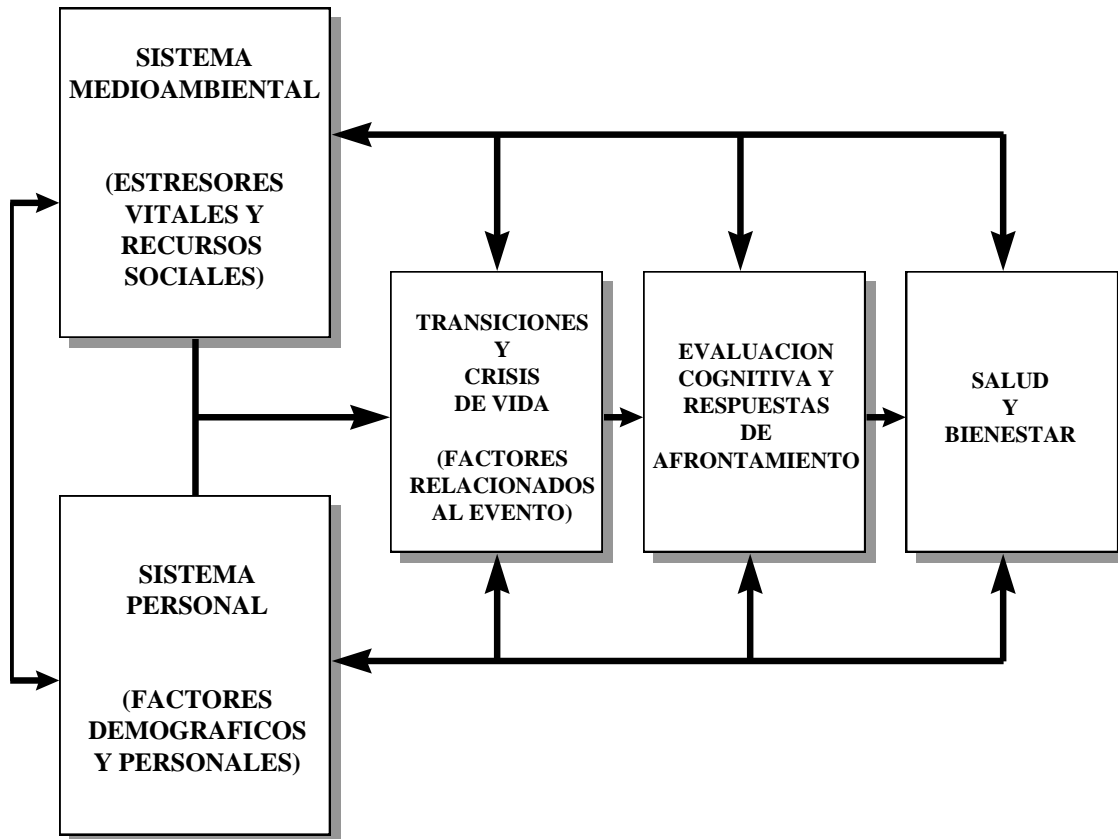 SISTEMA
MEDIOAMBIENTAL
(ESTRESORES
VITALES Y
RECURSOS
SOCIALES)
TRANSICIONES
Y
CRISIS
DE VIDA
(FACTORES
RELACIONADOS
AL EVENTO)
EVALUACION
COGNITIVA Y
RESPUESTAS
DE
AFRONTAMIENTO
SALUD
Y
BIENESTAR
SISTEMA
PERSONAL
(FACTORES
DEMOGRAFICOS
Y PERSONALES)